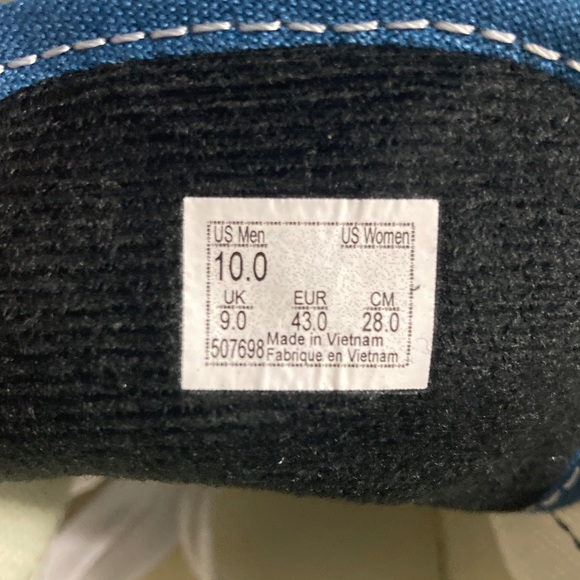 US Men US Women
10.0
UK EUR CM
9.0 43.0 28.0
507698 Made in Vietnam
Fabrique en Vietnam